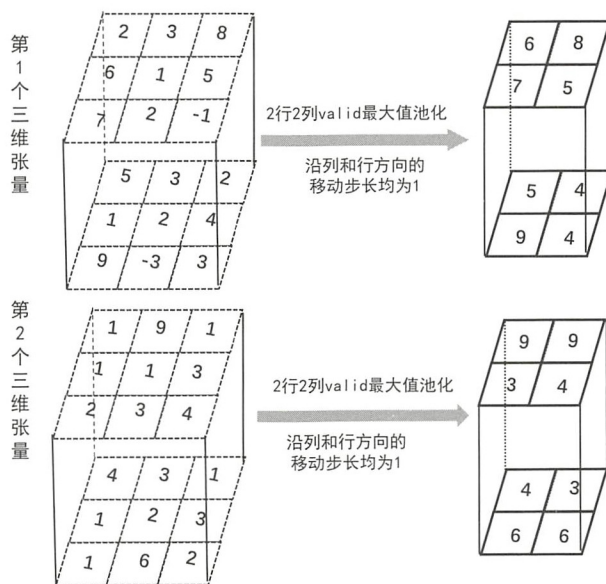 第1个三维张量
2 3 8
6 1 5
7 2 -1
5 3 2
1 2 4
9 -3 3
2行2列valid最大值池化
沿列和行方向的
移动步长均为1
6 8
7 5
5 4
9 4
第2个三维张量
1 9 1
1 1 3
2 3 4
4 3 1
1 2 3
1 6 2
2行2列valid最大值池化
沿列和行方向的
移动步长均为1
9 9
3 4
4 3
6 6